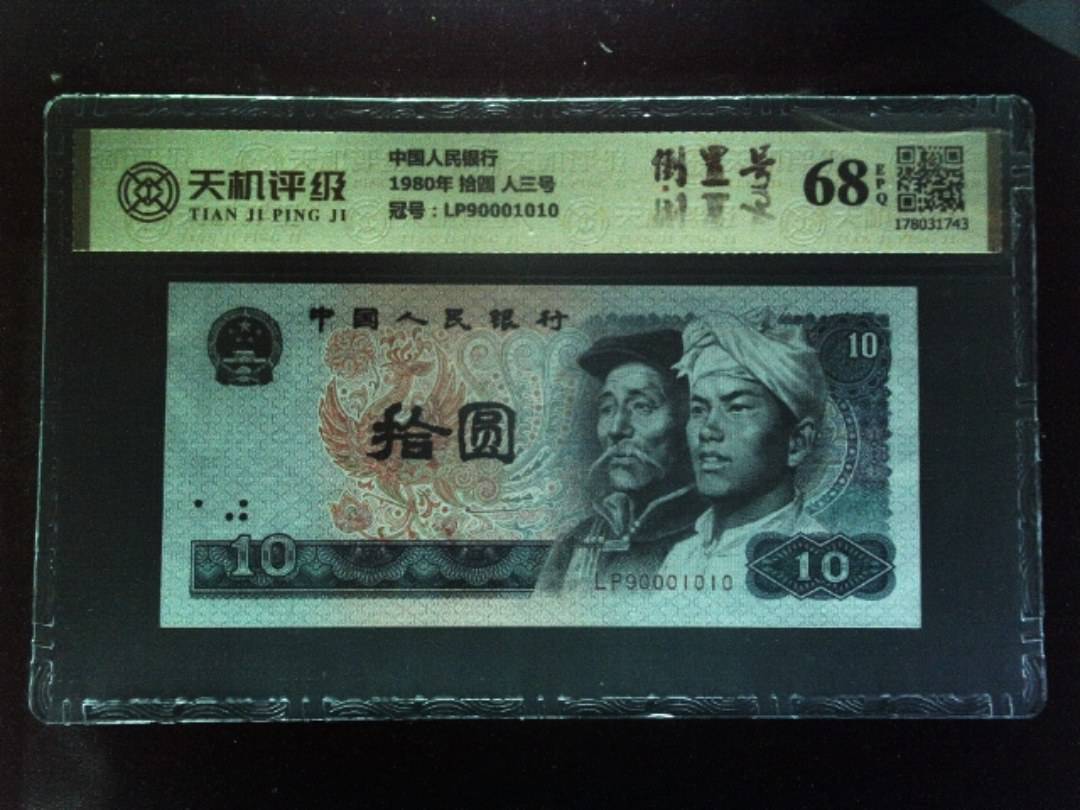 天机评级
TIAN JI PING JI
中国人民银行
1980年 拾圆 人三号
冠号：LP90001010
倒置号
68
EPQ
178031743
中国人民银行
10
拾圆
10
LP90001010
10